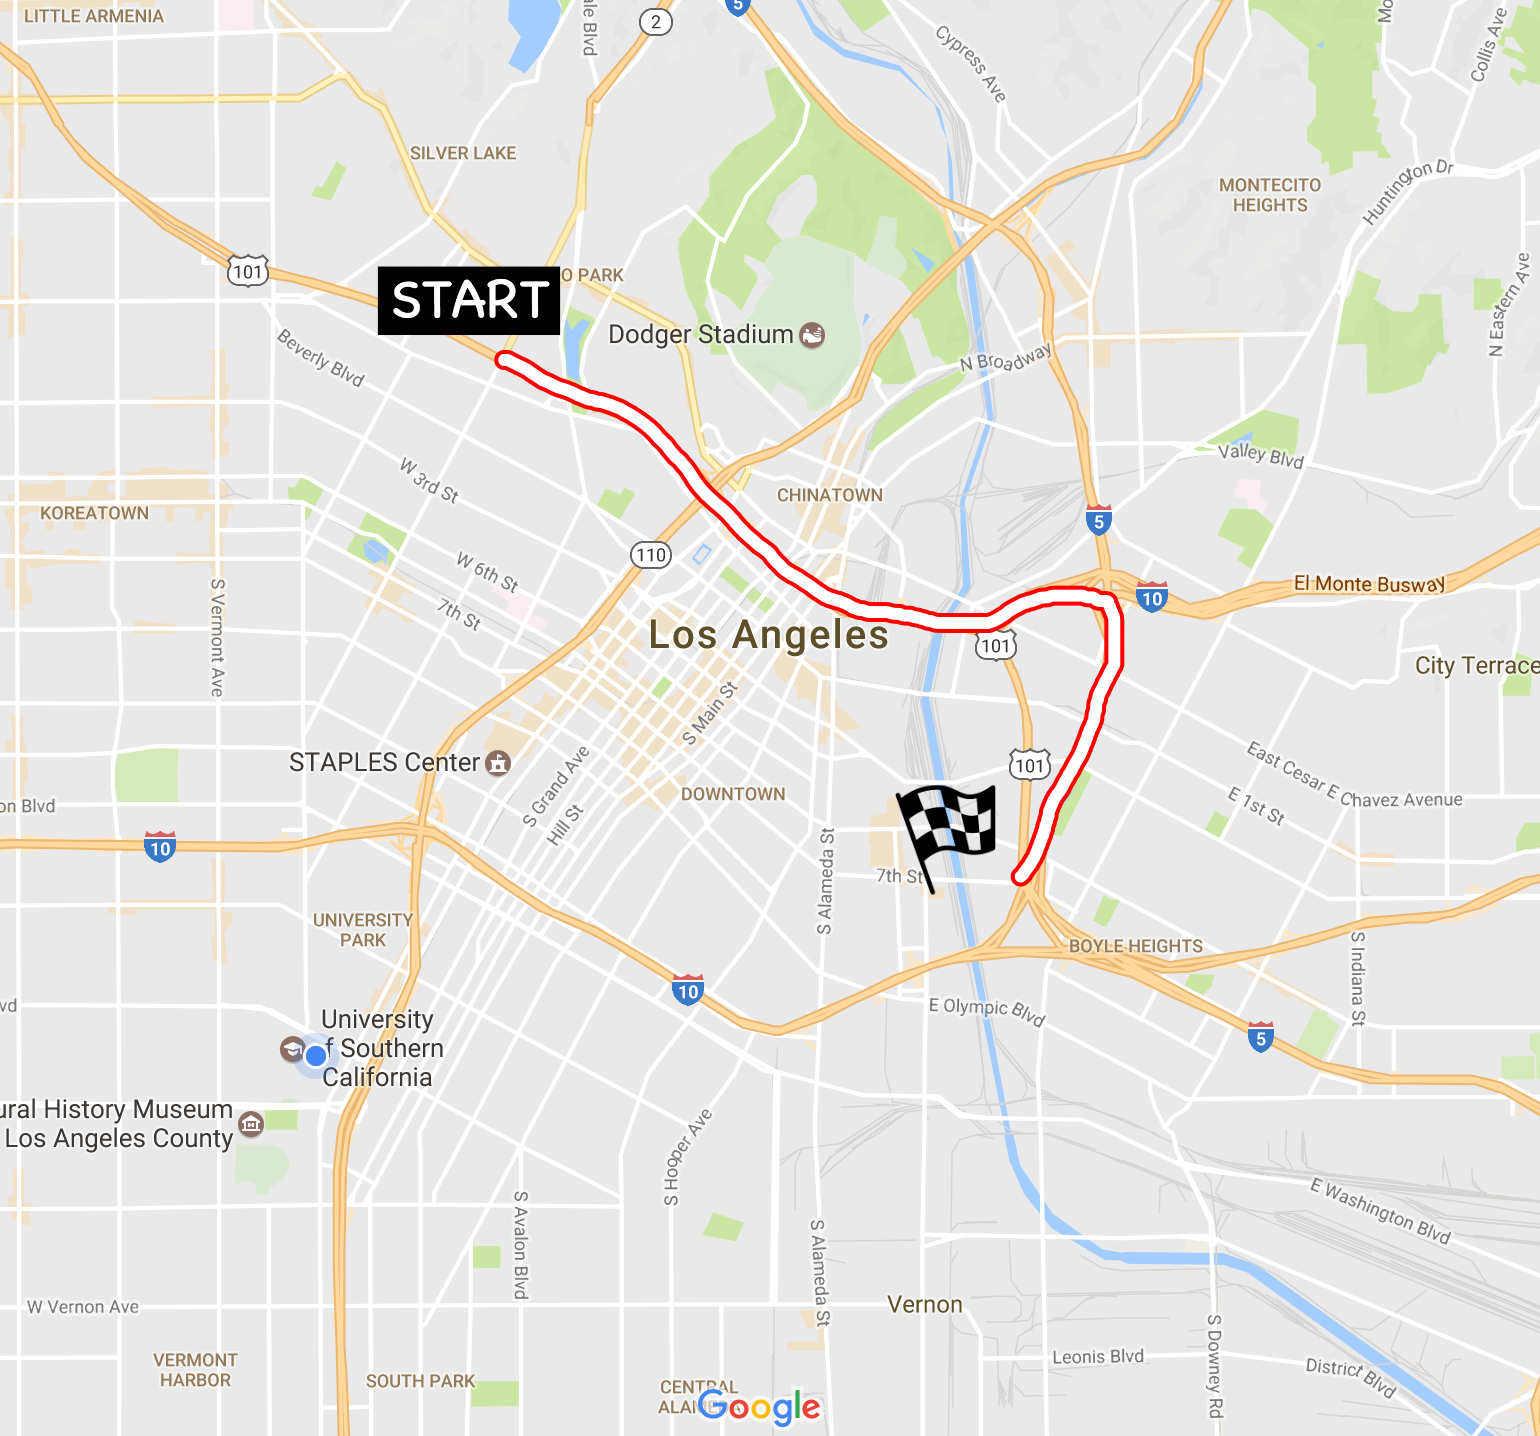 LITTLE ARMENIA
2
5
Cypress Ave
Collis Ave
SILVER LAKE
Huntington Dr
MONTECITO
HEIGHTS
101
START
O PARK
N Eastern Ave
Dodger Stadium
Beverly Blvd
N Broadway
Valley Blvd
W 3rd St
CHINATOWN
KOREATOWN
5
110
W 6th St
10
El Monte Busway
S Vermont Ave
7th St
Los Angeles
101
City Terrace
S Main St
STAPLES Center
101
East Cesar E Chavez Avenue
S Grand Ave
DOWNTOWN
E 1st St
on Blvd
Hill St
10
S Alameda St
7th St
UNIVERSITY
PARK
BOYLE HEIGHTS
S Indiana St
10
E Olympic Blvd
vd
University
f Southern
California
5
ural History Museum
Los Angeles County
S Hooper Ave
S Avalon Blvd
E Washington Blvd
S Alameda St
W Vernon Ave
Vernon
S Downey Rd
VERMONT
HARBOR
SOUTH PARK
Leonis Blvd
District Blvd
CENTRAL
Google